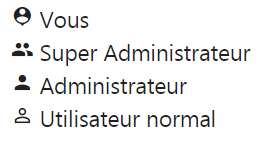 Vous
Super Administrateur
Administrateur
Utilisateur normal